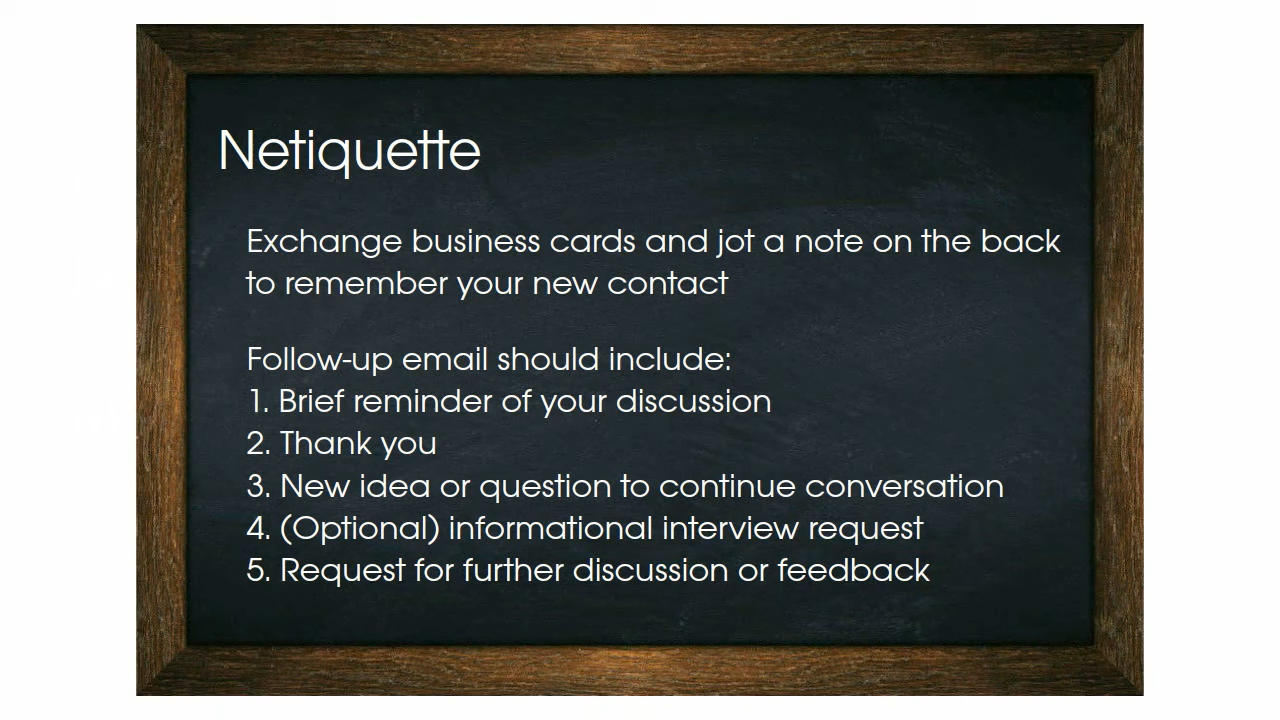 Netiquette
Exchange business cards and jot a note on the back
to remember your new contact
Follow-up email should include:
1. Brief reminder of your discussion
2. Thank you
3. New idea or question to continue conversation
4. (Optional) informational interview request
5. Request for further discussion or feedback